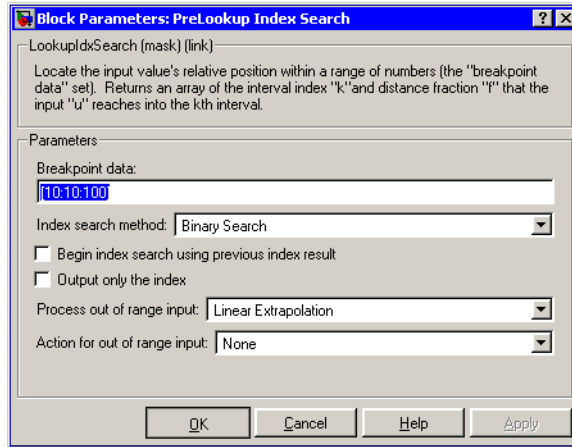 Block Parameters: PreLookup Index Search
LookupIdxSearch (mask) (link)
Locate the input value's relative position within a range of numbers (the "breakpoint
data" set). Returns an array of the interval index "k"and distance fraction "f" that the
input "u" reaches into the kth interval.
Parameters
Breakpoint data:
[10:10:100]
Index search method: Binary Search
Begin index search using previous index result
Output only the index
Process out of range input: Linear Extrapolation
Action for out of range input: None
OK Cancel Help Apply